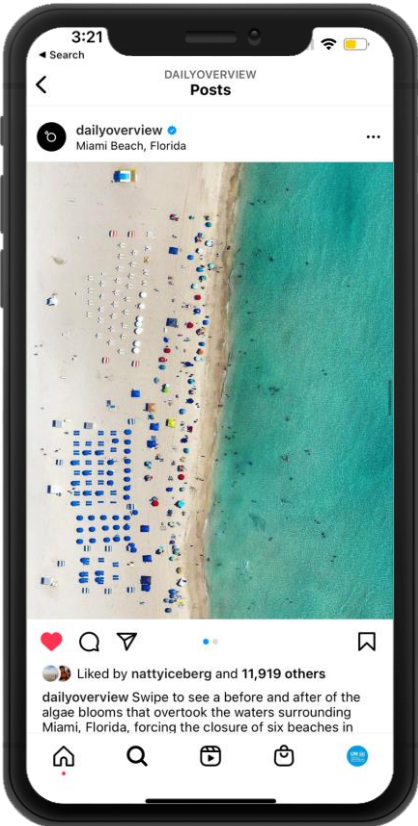 3:21
◀ Search
DAILYOVERVIEW
Posts
dailyoverview
Miami Beach, Florida
Liked by nattyiceberg and 11,919 others
dailyoverview Swipe to see a before and after of the
algae blooms that overtook the waters surrounding
Miami, Florida, forcing the closure of six beaches in